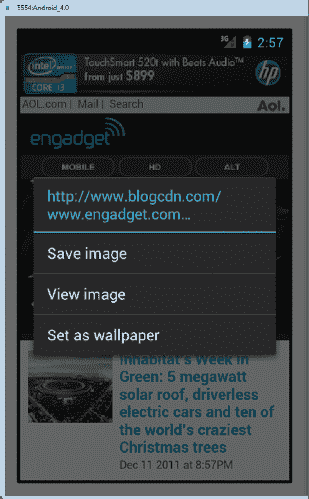 5554:Android_4.0
3G 2:57
intel CORE i3 TouchSmart 520t with Beats Audio™
from just $899 hp
AOL.com | Mail | Search Aol.
engadget
MOBILE HD ALT
http://www.blogcdn.com/
www.engadget.com...
Save image
View image
Set as wallpaper
Inhabitat's Week in
Green: 5 megawatt
solar roof, driverless
electric cars and ten of
the world's craziest
Christmas trees
Dec 11 2011 at 8:57PM